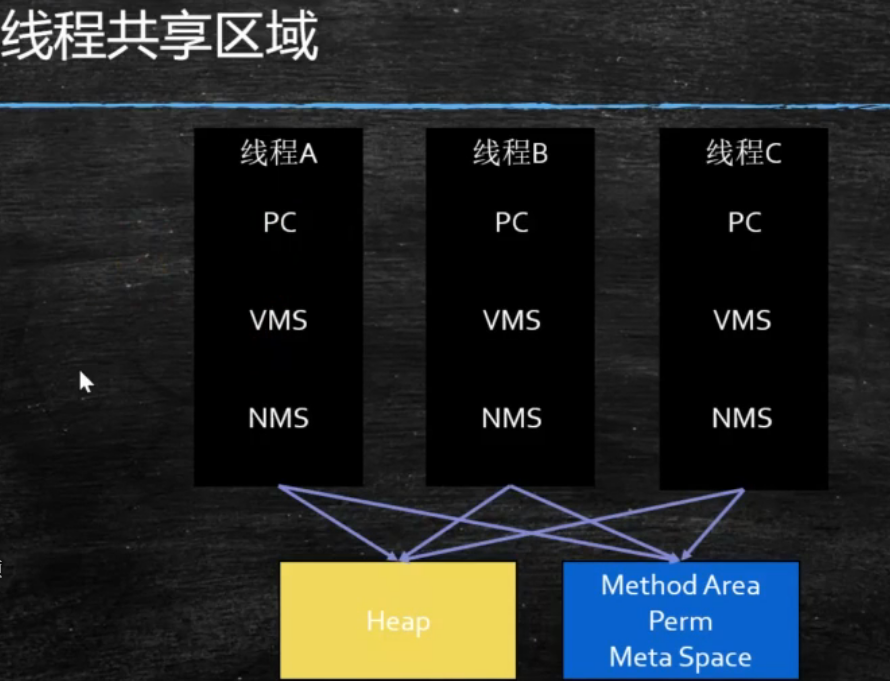 线程共享区域
线程A
线程B
线程C
PC
PC
PC
VMS
VMS
VMS
NMS
NMS
NMS
Heap
Method Area
Perm
Meta Space